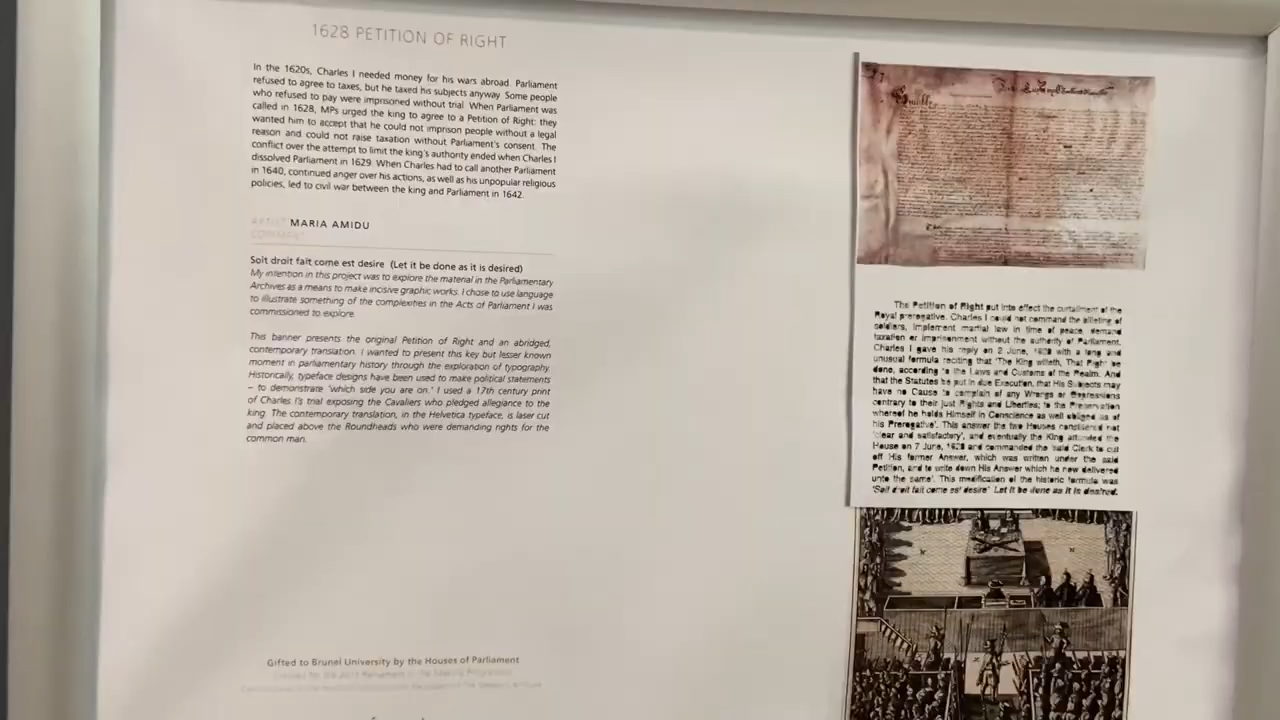 1628 PETITION OF RIGHT
In the 1620s, Charles I needed money for his wars abroad. Parliament
refused to agree to taxes, but he taxed his subjects anyway. Some people
who refused to pay were imprisoned without trial. When Parliament was
called in 1628, MPs urged the king to agree to a Petition of Right: they
wanted him to accept that he could not imprison people without a legal
reason and could not raise taxation without Parliament's consent. The
conflict over the attempt to limit the king's authority ended when Charles I
dissolved Parliament in 1629. When Charles had to call another Parliament
in 1640, continued anger over his actions, as well as his unpopular religious
policies, led to civil war between the king and Parliament in 1642.
ARTIST MARIA AMIDU
COMMENT
Soit droit fait come est desire (Let it be done as it is desired)
My intention in this project was to explore the material in the Parliamentary
Archives as a means to make incisive graphic works. I chose to use language
to illustrate something of the complexities in the Acts of Parliament I was
commissioned to explore.
This banner presents the original Petition of Right and an abridged,
contemporary translation. I wanted to present this key but lesser known
moment in parliamentary history through the exploration of typography.
Historically, typeface designs have been used to make political statements
– to demonstrate 'which side you are on.' I used a 17th century print
of Charles I's trial exposing the Cavaliers who pledged allegiance to the
king. The contemporary translation, in the Helvetica typeface, is laser cut
and placed above the Roundheads who were demanding rights for the
common man.
Gifted to Brunel University by the Houses of Parliament
The Petition of Right put into effect the curtailment of the
Royal prerogative. Charles I could not command the billeting of
soldiers, implement martial law in time of peace, demand
taxation or imprisonment without the authority of Parliament.
Charles I gave his reply on 2 June, 1628 with a long and
unusual formula reciting that 'The King willeth, That Right be
done, according to the Laws and Customs of the Realm. And
that the Statutes be put in due Execution, that His Subjects may
have no Cause to complain of any Wrongs or Oppressions
contrary to their just Rights and Liberties; to the Preservation
whereof he holds Himself in Conscience as well obliged as of
his Prerogative'. This answer the two Houses considered not
'clear and satisfactory', and eventually the King attended the
House on 7 June, 1628 and commanded the 'said Clerk to cut
off His former Answer, which was written under the said
Petition, and to write down His Answer which he now delivered
unto the same'. This modification of the historic formula was
'Soit droit fait come est desire' Let it be done as it is desired.